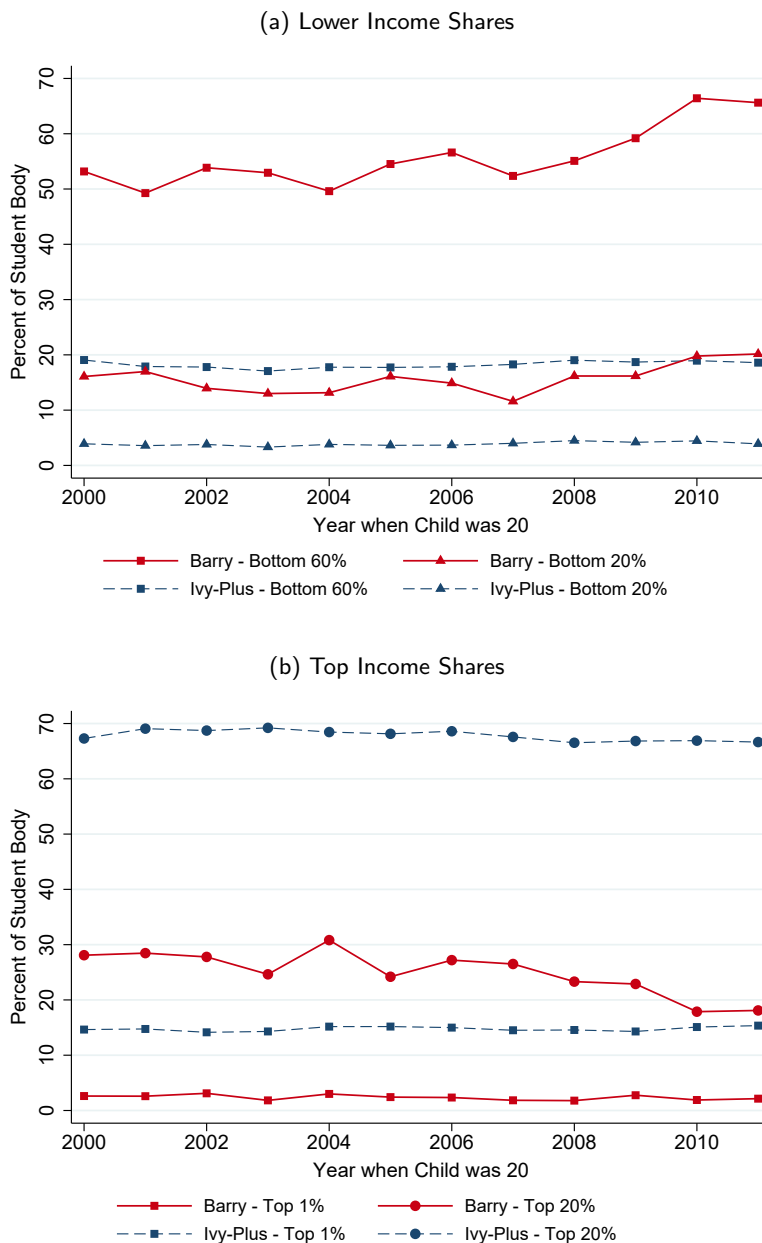 (a) Lower Income Shares
70
60
50
40
30
20
10
0
Percent of Student Body
2000 2002 2004 2006 2008 2010
Year when Child was 20
Barry - Bottom 60% Barry - Bottom 20%
Ivy-Plus - Bottom 60% Ivy-Plus - Bottom 20%
(b) Top Income Shares
70
60
50
40
30
20
10
0
Percent of Student Body
2000 2002 2004 2006 2008 2010
Year when Child was 20
Barry - Top 1% Barry - Top 20%
Ivy-Plus - Top 1% Ivy-Plus - Top 20%